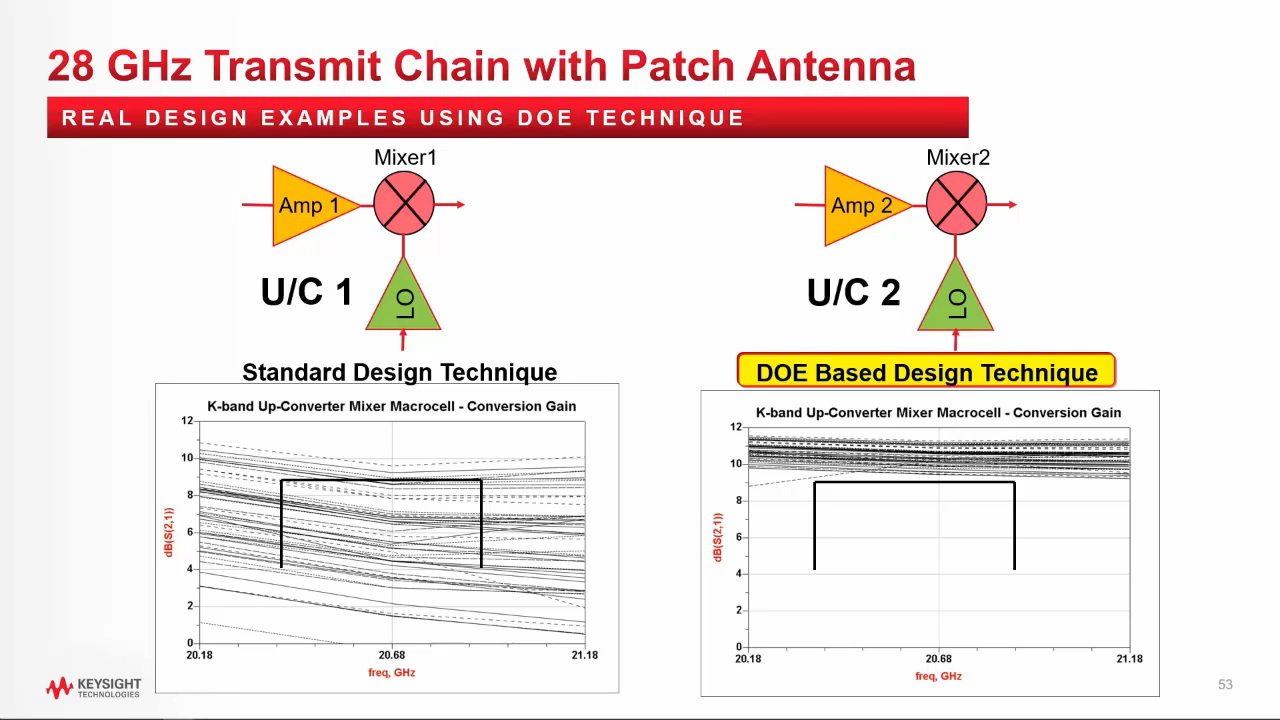 28 GHz Transmit Chain with Patch Antenna
REAL DESIGN EXAMPLES USING DOE TECHNIQUE
Mixer1
Amp 1
U/C 1
LO
Standard Design Technique
K-band Up-Converter Mixer Macrocell - Conversion Gain
12
10
8
6
4
2
0
dB(S(2,1))
20.18
20.68
21.18
freq, GHz
Mixer2
Amp 2
U/C 2
LO
DOE Based Design Technique
K-band Up-Converter Mixer Macrocell - Conversion Gain
12
10
8
6
4
2
0
dB(S(2,1))
20.18
20.68
21.18
freq, GHz
KEYSIGHT
TECHNOLOGIES
53